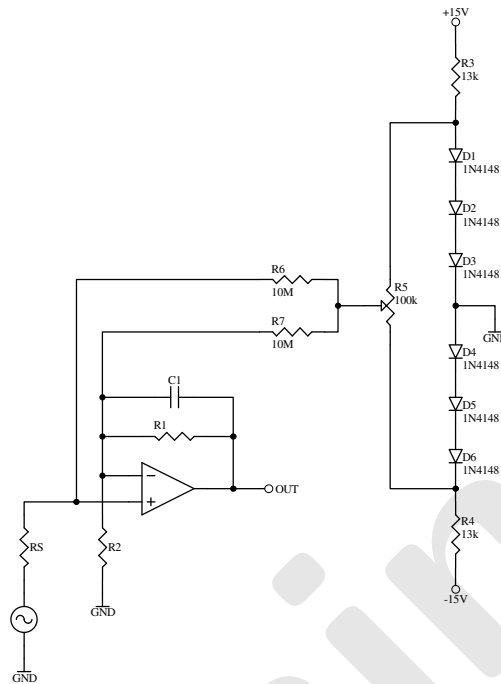 +15V
R3
13k
D1
1N4148
D2
1N4148
D3
1N4148
R6
10M
R5
100k
R7
10M
GND
D4
1N4148
C1
D5
1N4148
R1
D6
1N4148
OUT
R4
13k
RS
R2
-15V
GND
GND